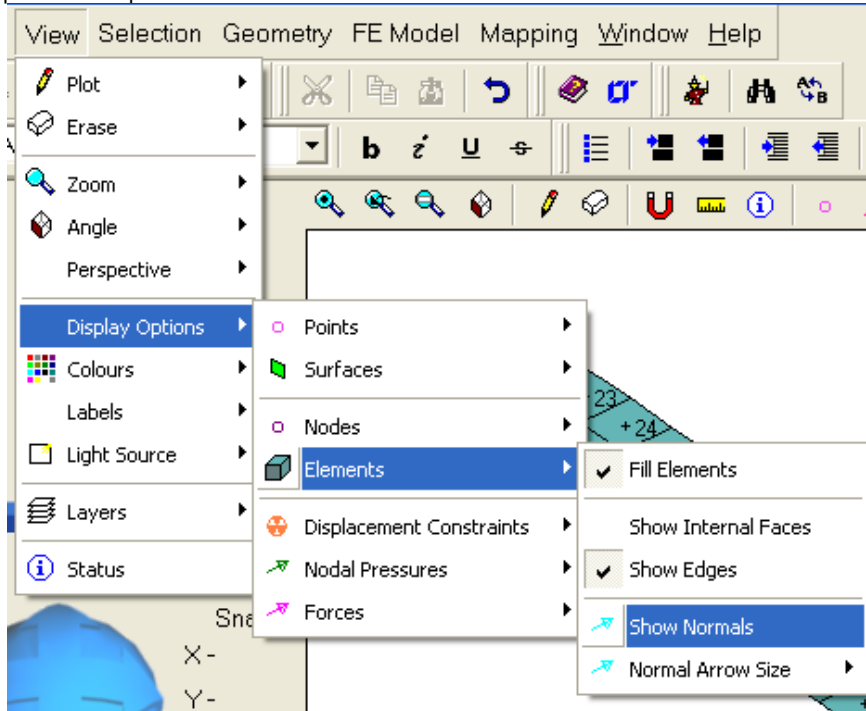 View Selection Geometry FE Model Mapping Window Help
Plot
Erase
b i U S
A B
Zoom
Angle
Perspective
Display Options
Points
Colours
Surfaces
Labels
Nodes
23
+24
Light Source
Elements
Fill Elements
Layers
Displacement Constraints
Show Internal Faces
Status
Nodal Pressures
Show Edges
Forces
Show Normals
Normal Arrow Size
X-
Y-